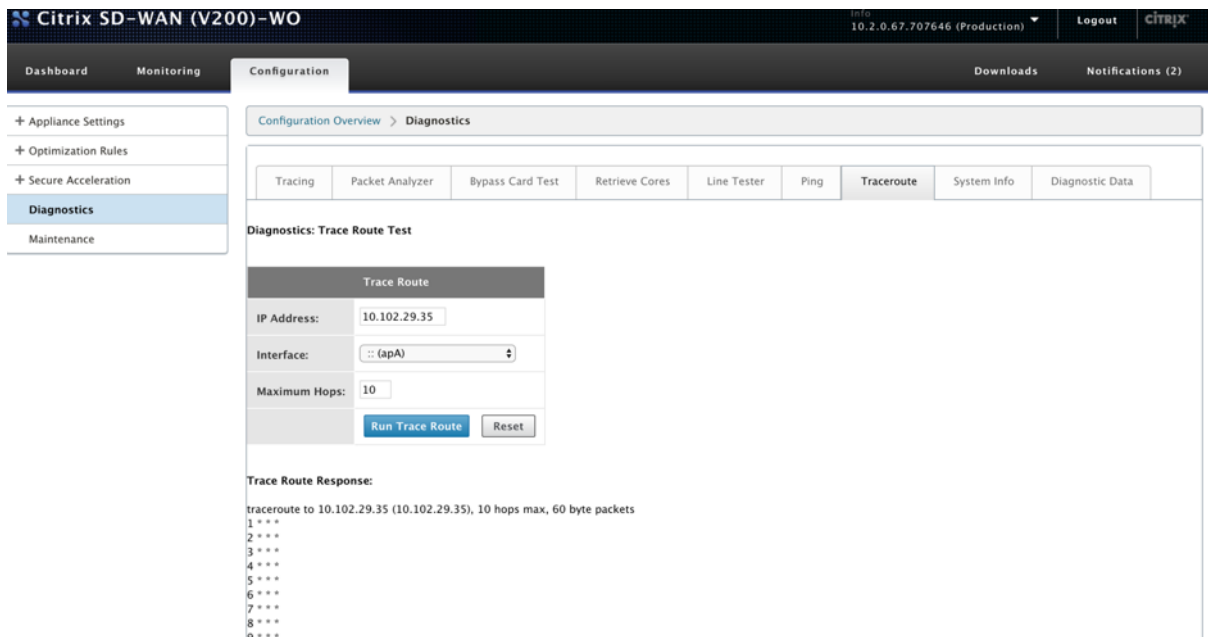 Citrix SD-WAN (V200)-WO
Info
10.2.0.67.707646 (Production)
Logout
CİTRIX
Dashboard Monitoring Configuration Downloads Notifications (2)
+ Appliance Settings
+ Optimization Rules
+ Secure Acceleration
Diagnostics
Maintenance
Configuration Overview > Diagnostics
Tracing Packet Analyzer Bypass Card Test Retrieve Cores Line Tester Ping Traceroute System Info Diagnostic Data
Diagnostics: Trace Route Test
Trace Route
IP Address: 10.102.29.35
Interface: :: (apA)
Maximum Hops: 10
Run Trace Route Reset
Trace Route Response:
traceroute to 10.102.29.35 (10.102.29.35), 10 hops max, 60 byte packets
1 * * *
2 * * *
3 * * *
4 * * *
5 * * *
6 * * *
7 * * *
8 * * *
9 * * *